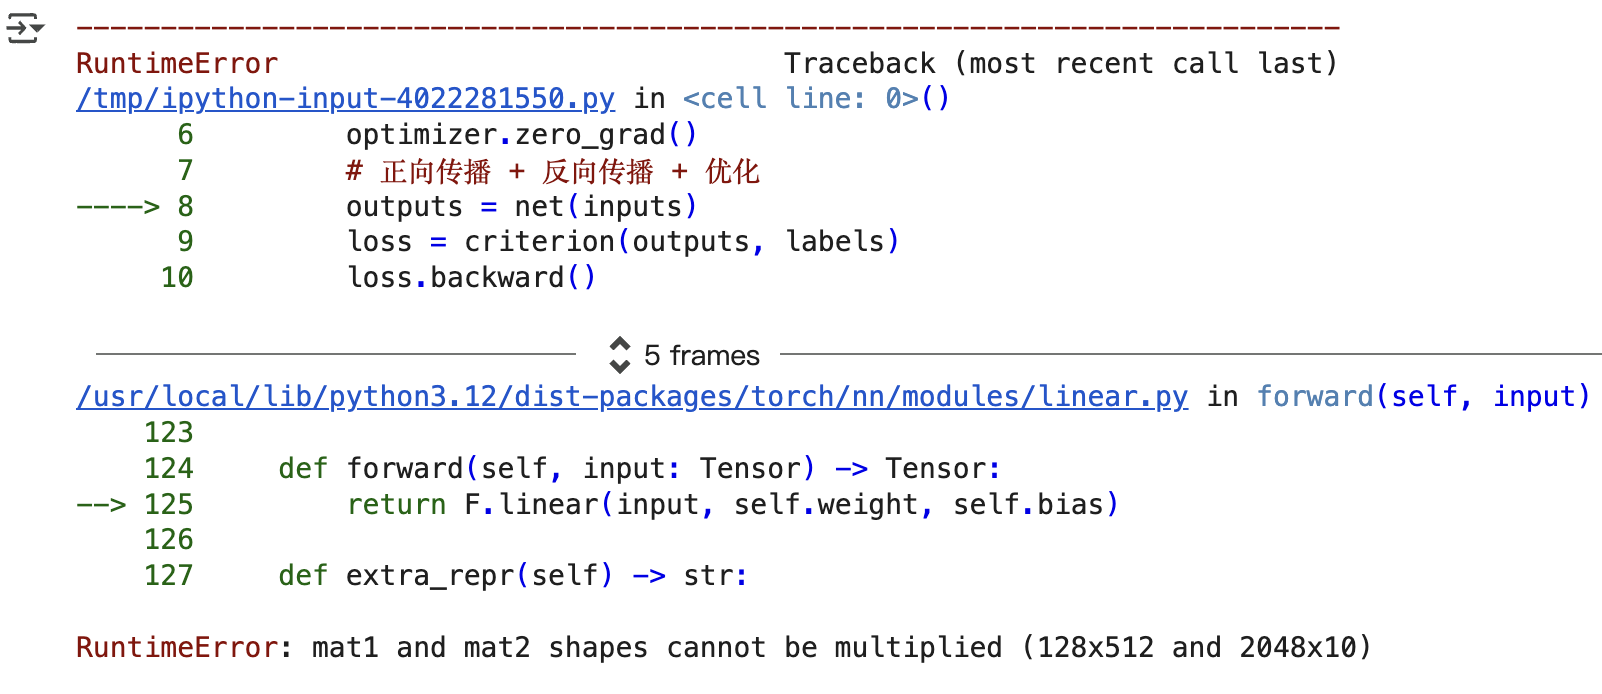 ---------------------------------------------------------------------------
RuntimeError                              Traceback (most recent call last)
/tmp/ipython-input-4022281550.py in <cell line: 0>()
      6         optimizer.zero_grad()
      7         # 正向传播 + 反向传播 + 优化
----> 8         outputs = net(inputs)
      9         loss = criterion(outputs, labels)
     10         loss.backward()
5 frames
/usr/local/lib/python3.12/dist-packages/torch/nn/modules/linear.py in forward(self, input)
    123
    124     def forward(self, input: Tensor) -> Tensor:
--> 125         return F.linear(input, self.weight, self.bias)
    126
    127     def extra_repr(self) -> str:
RuntimeError: mat1 and mat2 shapes cannot be multiplied (128x512 and 2048x10)